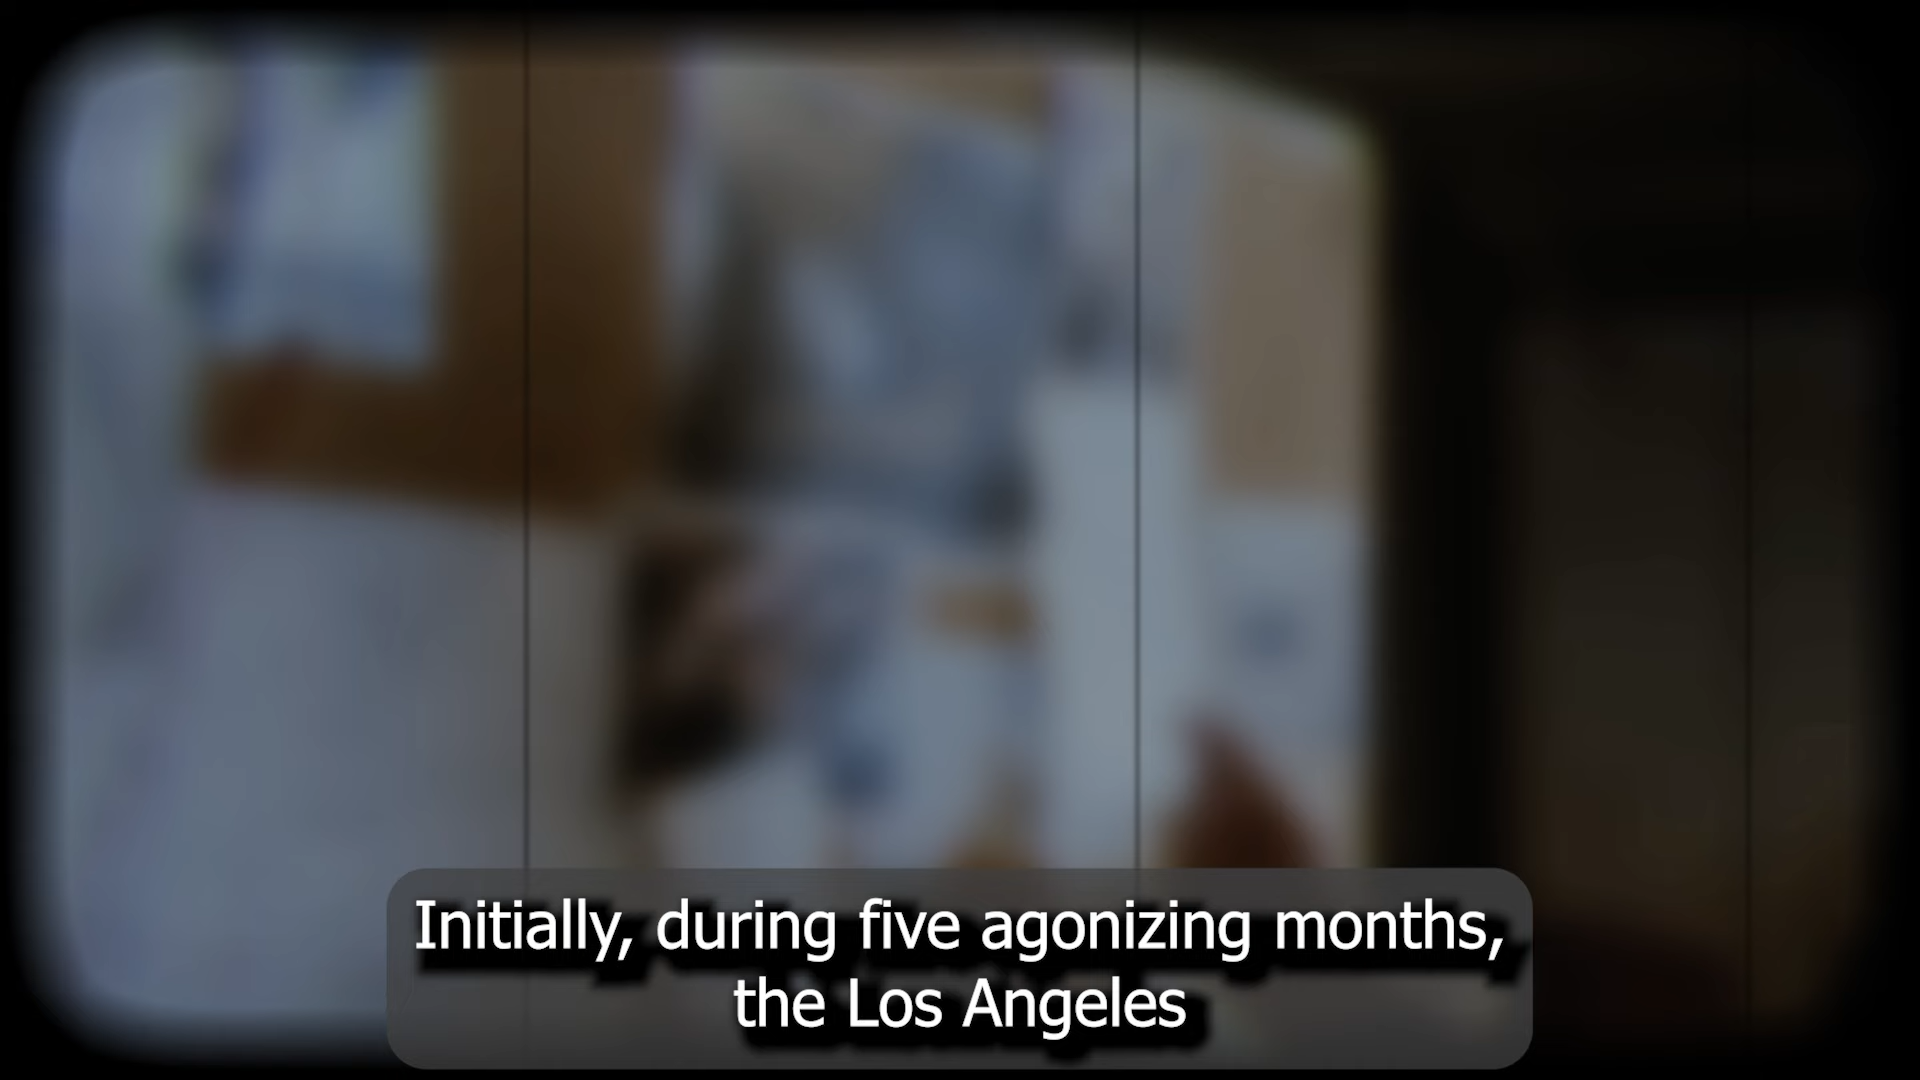 Initially, during five agonizing months,
the Los Angeles